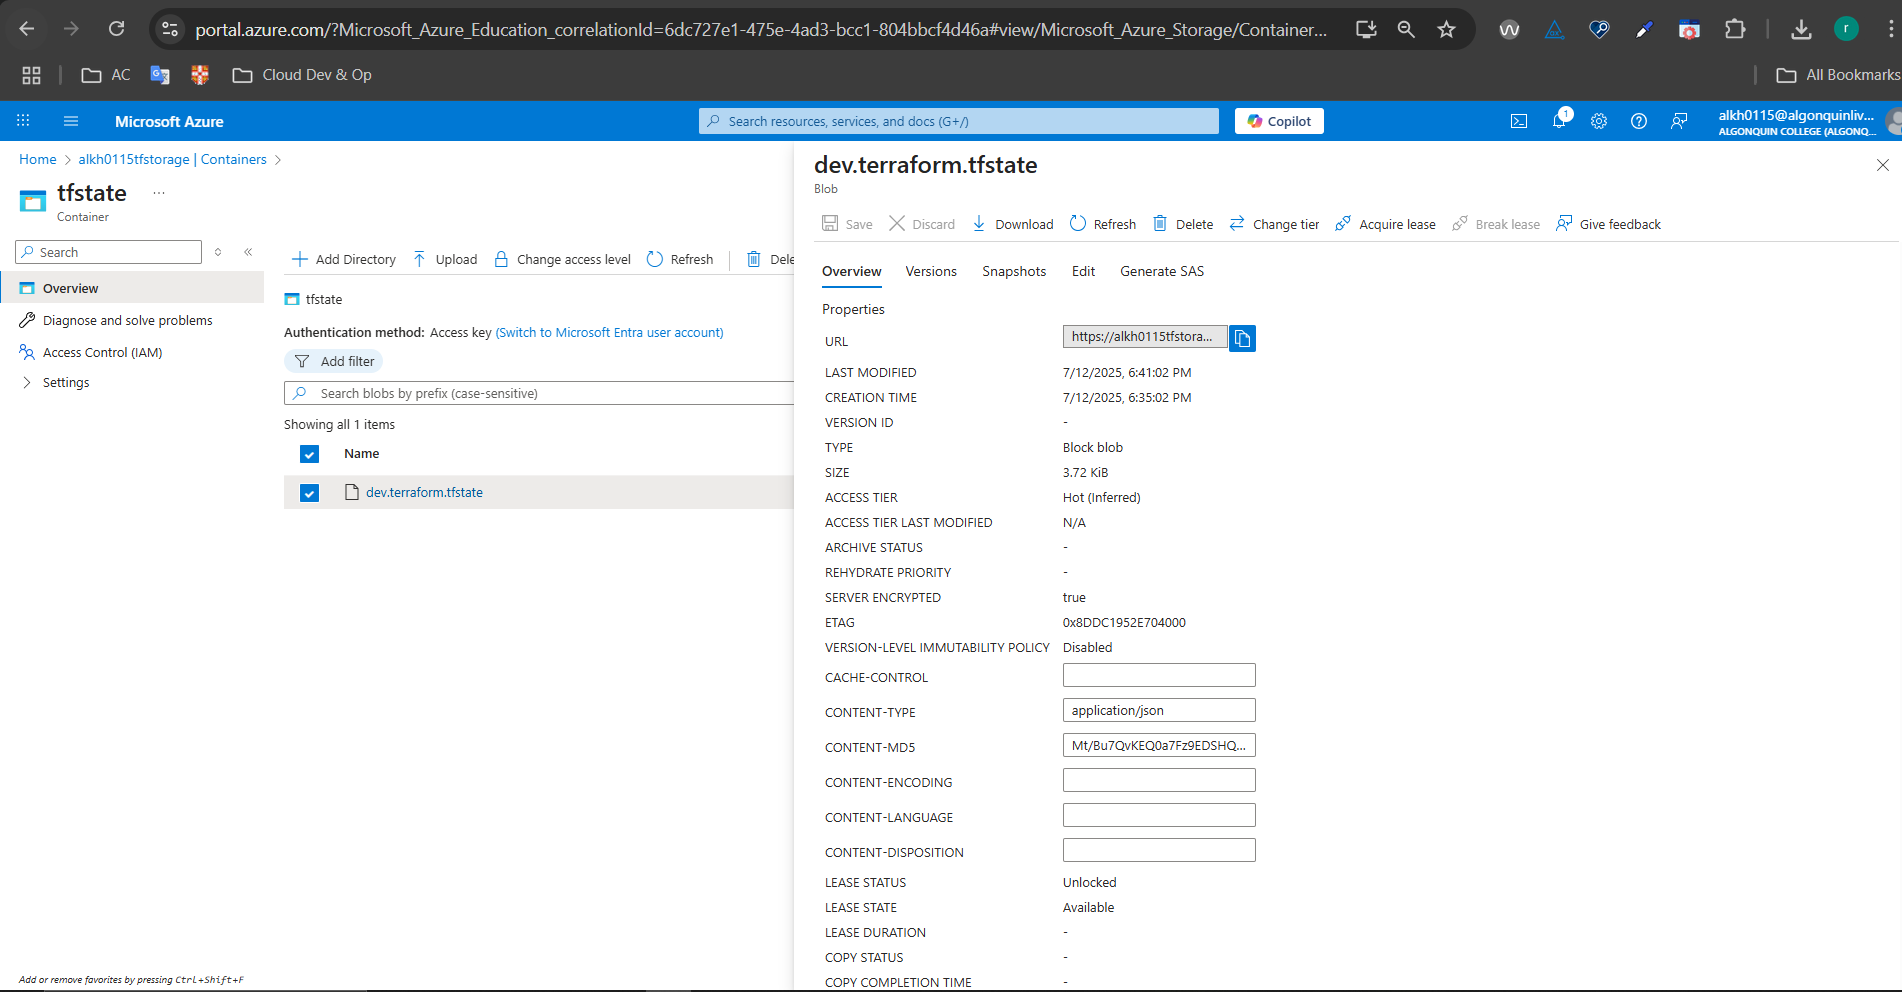 portal.azure.com/?Microsoft_Azure_Education_correlationId=6dc727e1-475e-4ad3-bcc1-804bbcf4d46a#view/Microsoft_Azure_Storage/Container...
r
AC
Cloud Dev & Op
All Bookmarks
Microsoft Azure
Search resources, services, and docs (G+/)
Copilot
1
alkh0115@algonquinliv...
ALGONQUIN COLLEGE (ALGONQ...
Home > alkh0115tfstorage | Containers >
tfstate ...
Container
Search
Overview
Diagnose and solve problems
Access Control (IAM)
Settings
Add or remove favorites by pressing Ctrl+Shift+F
Add Directory Upload Change access level Refresh Dele
tfstate
Authentication method: Access key (Switch to Microsoft Entra user account)
Add filter
Search blobs by prefix (case-sensitive)
Showing all 1 items
Name
dev.terraform.tfstate
dev.terraform.tfstate
Blob
Save Discard Download Refresh Delete Change tier Acquire lease Break lease Give feedback
Overview Versions Snapshots Edit Generate SAS
Properties
URL https://alkh0115tfstora...
LAST MODIFIED 7/12/2025, 6:41:02 PM
CREATION TIME 7/12/2025, 6:35:02 PM
VERSION ID -
TYPE Block blob
SIZE 3.72 KiB
ACCESS TIER Hot (Inferred)
ACCESS TIER LAST MODIFIED N/A
ARCHIVE STATUS -
REHYDRATE PRIORITY -
SERVER ENCRYPTED true
ETAG 0x8DDC1952E704000
VERSION-LEVEL IMMUTABILITY POLICY Disabled
CACHE-CONTROL
CONTENT-TYPE application/json
CONTENT-MD5 Mt/Bu7QvKEQ0a7Fz9EDSHQ...
CONTENT-ENCODING
CONTENT-LANGUAGE
CONTENT-DISPOSITION
LEASE STATUS Unlocked
LEASE STATE Available
LEASE DURATION -
COPY STATUS -
COPY COMPLETION TIME -